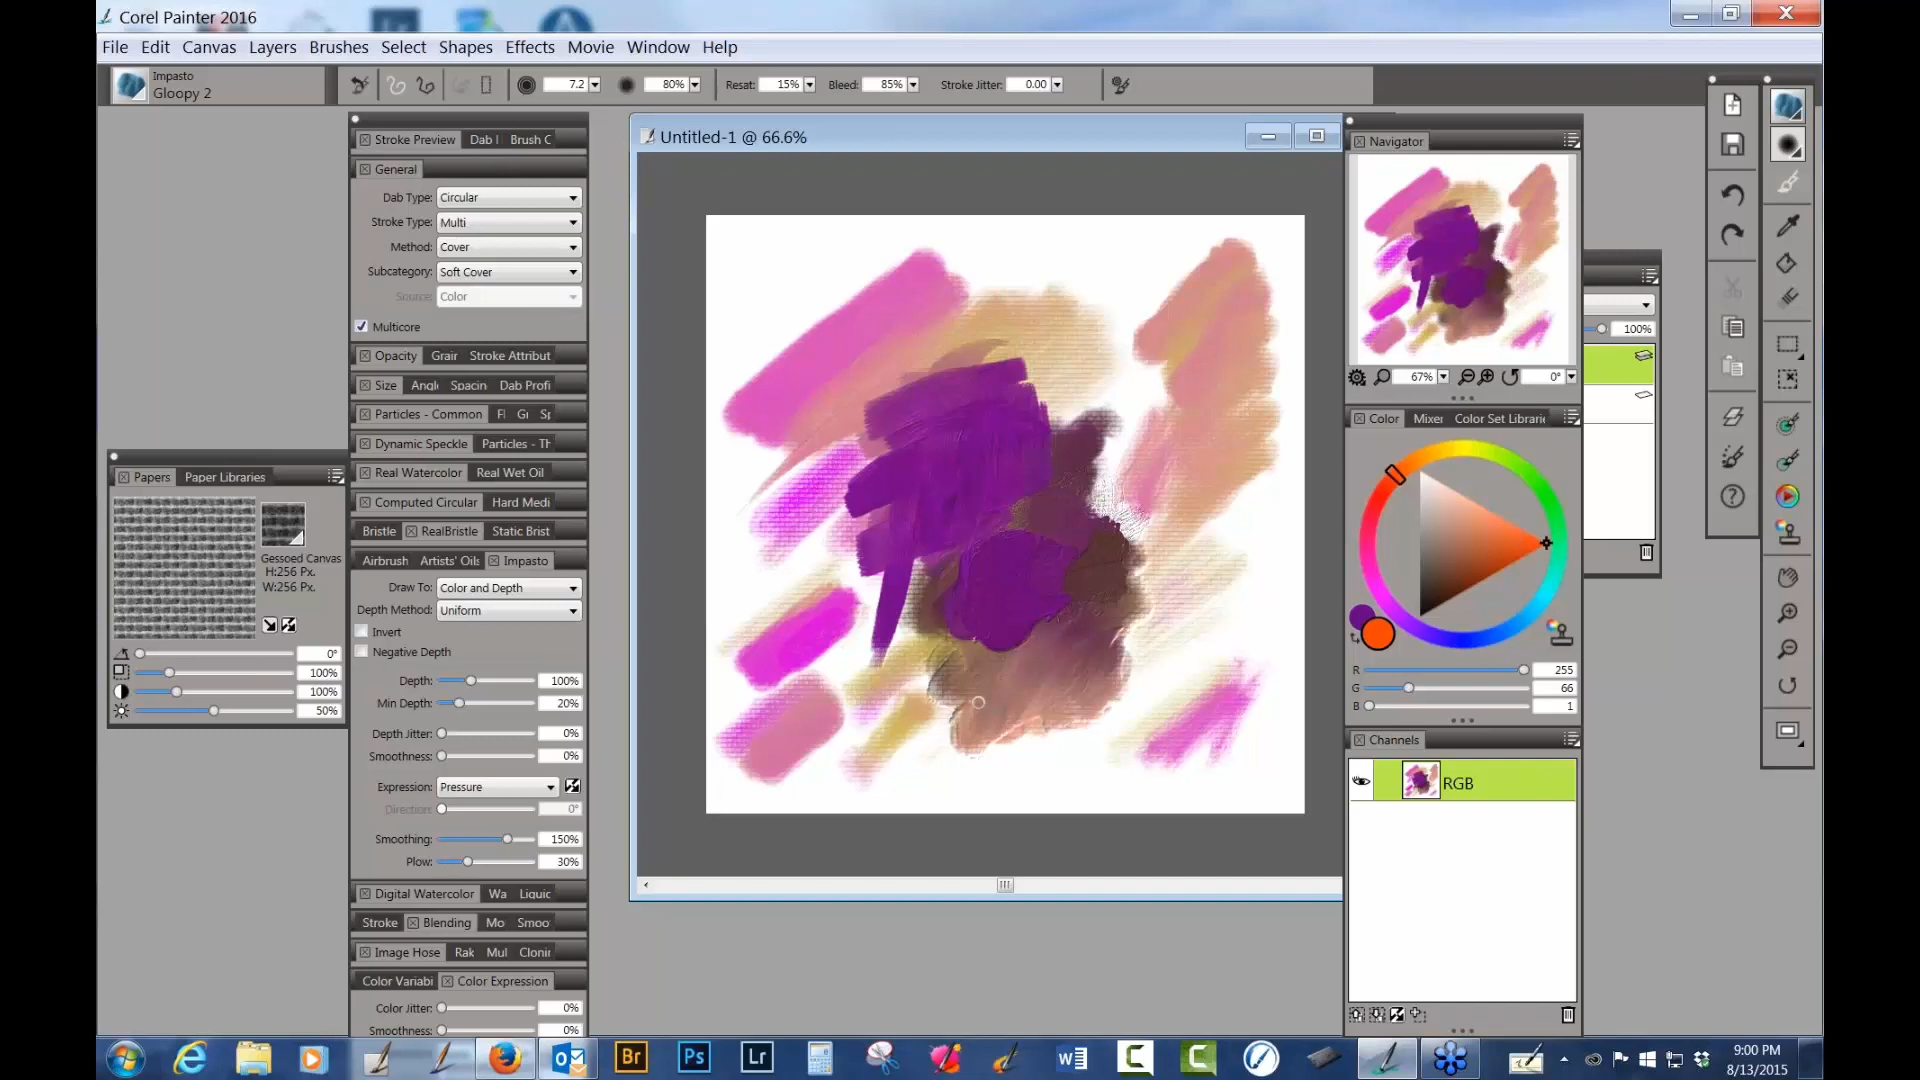 Corel Painter 2016
File Edit Canvas Layers Brushes Select Shapes Effects Movie Window Help
Impasto
Gloopy 2
7.2 80% Resat: 15% Bleed: 85% Stroke Jitter: 0.00
Stroke Preview Dab Brush C
General
Dab Type: Circular
Stroke Type: Multi
Method: Cover
Subcategory: Soft Cover
Source: Color
Multicore
Opacity Grair Stroke Attribut
Size Angle Spacin Dab Profi
Particles - Common Fl Gr Sp
Dynamic Speckle Particles - Th
Real Watercolor Real Wet Oil
Computed Circular Hard Medi
Bristle RealBristle Static Brist
Airbrush Artists' Oils Impasto
Draw To: Color and Depth
Depth Method: Uniform
Invert
Negative Depth
Depth: 100%
Min Depth: 20%
Depth Jitter: 0%
Smoothness: 0%
Expression: Pressure
Direction: 0°
Smoothing: 150%
Plow: 30%
Digital Watercolor Wa Liquic
Stroke Blending Mo Smoo
Image Hose Rak Mul Clonir
Color Variabi Color Expression
Color Jitter: 0%
Smoothness: 0%
Papers Paper Libraries
Gessoed Canvas
H:256 Px.
W:256 Px.
0°
100%
100%
50%
Untitled-1 @ 66.6%
Navigator
67% 0°
100%
Color Mixer Color Set Librarie
R 255
G 66
B 1
Channels
RGB
Br Ps Lr W C C
9:00 PM
8/13/2015